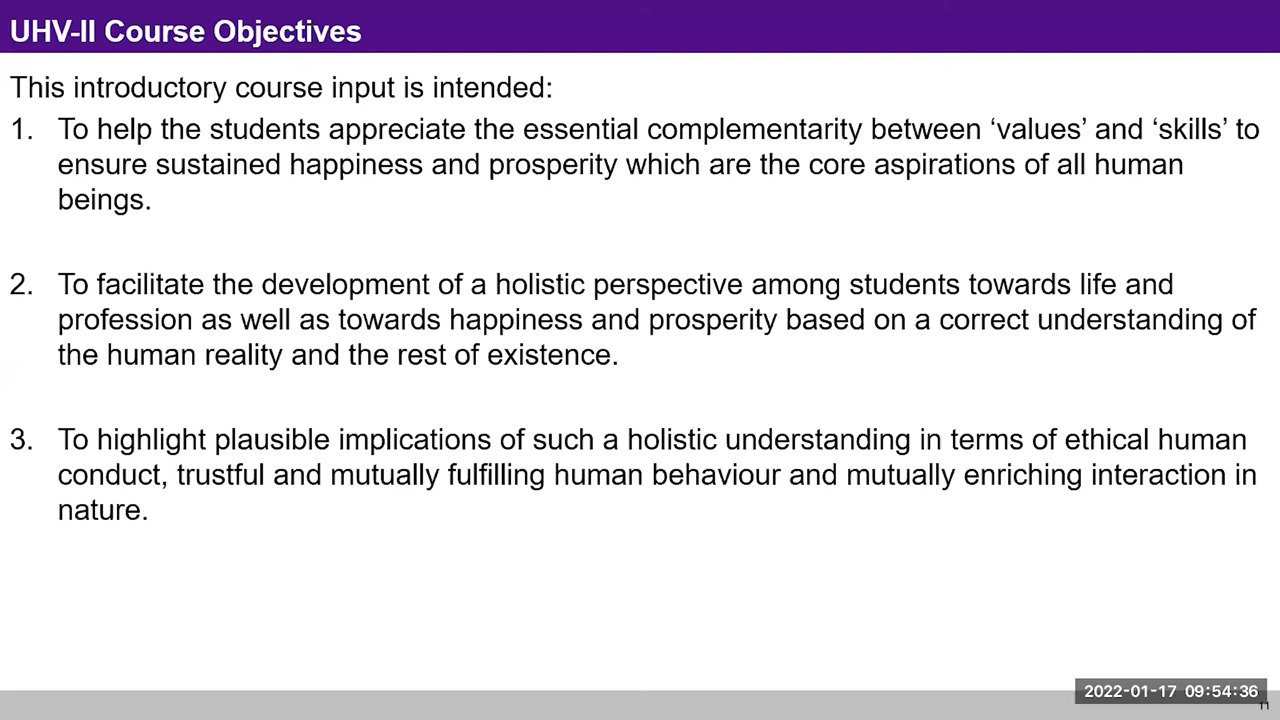 UHV-II Course Objectives
This introductory course input is intended:
1. To help the students appreciate the essential complementarity between ‘values’ and ‘skills’ to
ensure sustained happiness and prosperity which are the core aspirations of all human
beings.
2. To facilitate the development of a holistic perspective among students towards life and
profession as well as towards happiness and prosperity based on a correct understanding of
the human reality and the rest of existence.
3. To highlight plausible implications of such a holistic understanding in terms of ethical human
conduct, trustful and mutually fulfilling human behaviour and mutually enriching interaction in
nature.
2022-01-17 09:54:36
11